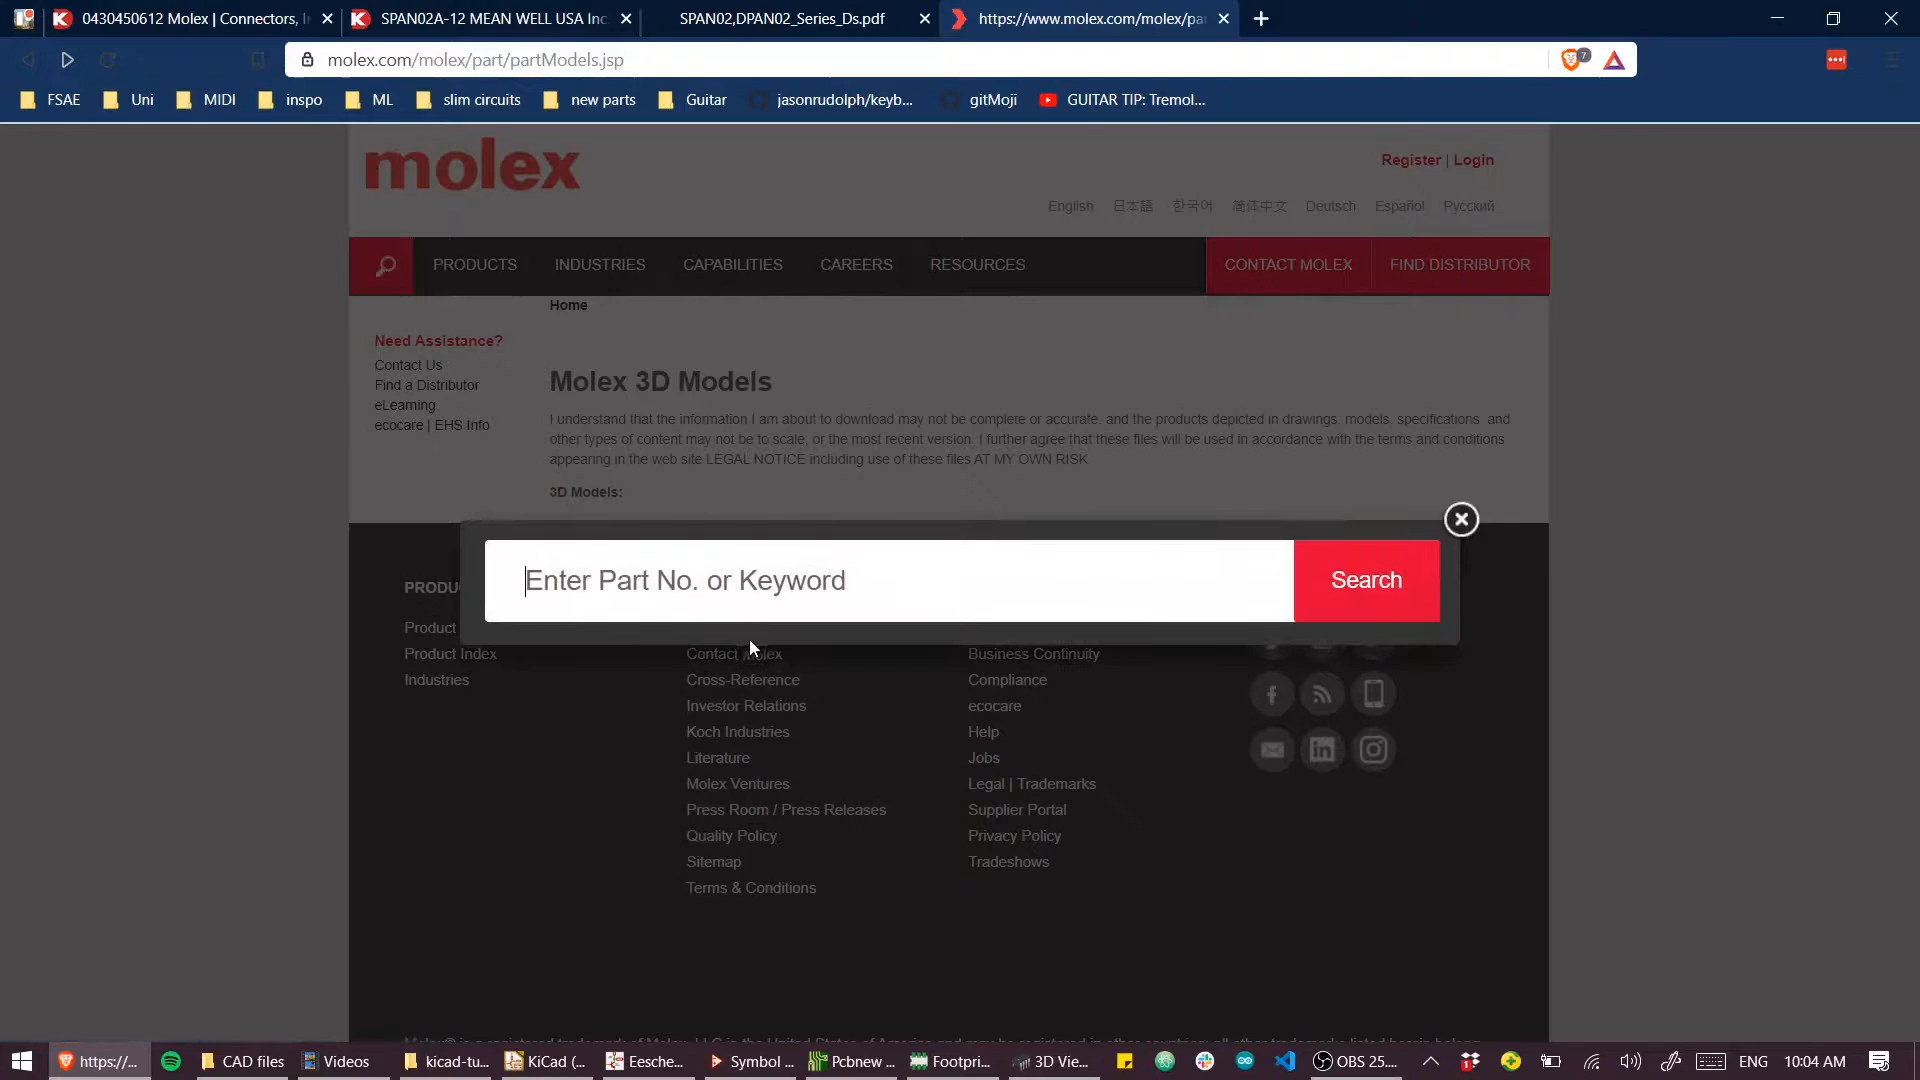 0430450612 Molex | Connectors, I
SPAN02A-12 MEAN WELL USA Inc.
SPAN02,DPAN02_Series_Ds.pdf
https://www.molex.com/molex/pa
molex.com/molex/part/partModels.jsp
7
FSAE
Uni
MIDI
inspo
ML
slim circuits
new parts
Guitar
jasonrudolph/keyb...
gitMoji
GUITAR TIP: Tremol...
molex
Register | Login
English 日本語 한국어 简体中文 Deutsch Español Русский
PRODUCTS INDUSTRIES CAPABILITIES CAREERS RESOURCES CONTACT MOLEX FIND DISTRIBUTOR
Home
Need Assistance?
Contact Us
Find a Distributor
eLearning
ecocare | EHS Info
Molex 3D Models
I understand that the information I am about to download may not be complete or accurate. and the products depicted in drawings, models, specifications, and
other types of content may not be to scale, or the most recent version. I further agree that these files will be used in accordance with the terms and conditions
appearing in the web site LEGAL NOTICE including use of these files AT MY OWN RISK
3D Models:
Enter Part No. or Keyword
Search
PRODU
Product
Product Index
Industries
Contact Molex
Cross-Reference
Investor Relations
Koch Industries
Literature
Molex Ventures
Press Room / Press Releases
Quality Policy
Sitemap
Terms & Conditions
Business Continuity
Compliance
ecocare
Help
Jobs
Legal | Trademarks
Supplier Portal
Privacy Policy
Tradeshows
https://...
CAD files
Videos
kicad-tu...
KiCad (...
Eesche...
Symbol ...
Pcbnew ...
Footpri...
3D Vie...
OBS 25....
ENG
10:04 AM